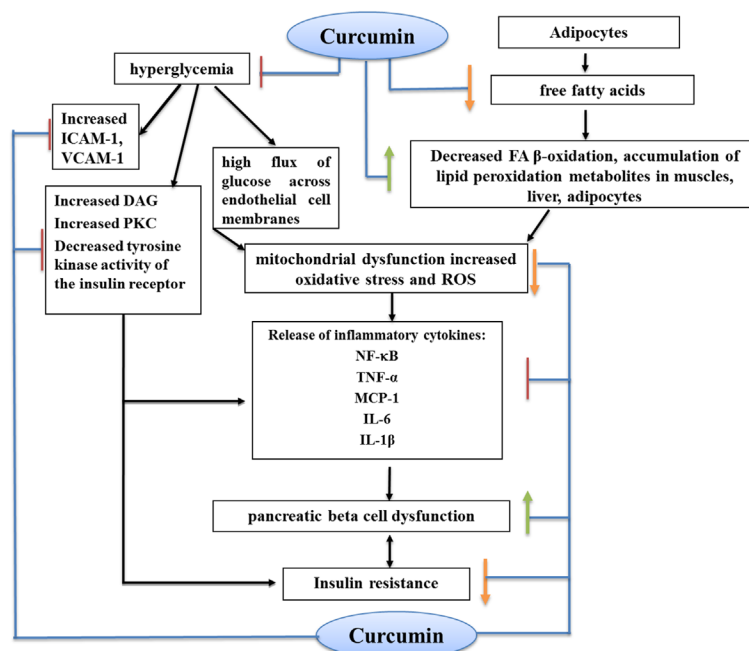 Curcumin
Adipocytes
hyperglycemia
free fatty acids
Increased
ICAM-1,
VCAM-1
high flux of
glucose across
endothelial cell
membranes
Decreased FA β-oxidation, accumulation of
lipid peroxidation metabolites in muscles,
liver, adipocytes
Increased DAG
Increased PKC
Decreased tyrosine
kinase activity of
the insulin receptor
mitochondrial dysfunction increased
oxidative stress and ROS
Release of inflammatory cytokines:
NF-κB
TNF-α
MCP-1
IL-6
IL-1β
pancreatic beta cell dysfunction
Insulin resistance
Curcumin